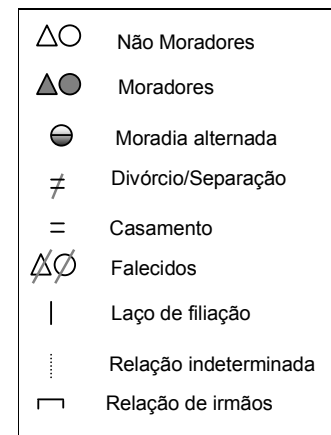 Não Moradores
Moradores
Moradia alternada
Divórcio/Separação
Casamento
Falecidos
Laço de filiação
Relação indeterminada
Relação de irmãos